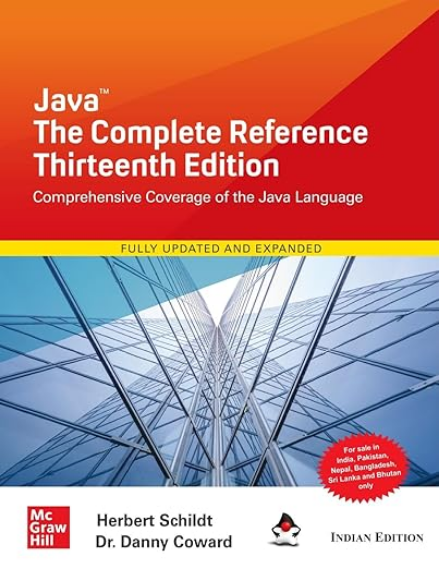 Java™
The Complete Reference
Thirteenth Edition
Comprehensive Coverage of the Java Language
FULLY UPDATED AND EXPANDED
For sale in
India, Pakistan,
Nepal, Bangladesh,
Sri Lanka and Bhutan
only
Mc
Graw
Hill
Herbert Schildt
Dr. Danny Coward
INDIAN EDITION